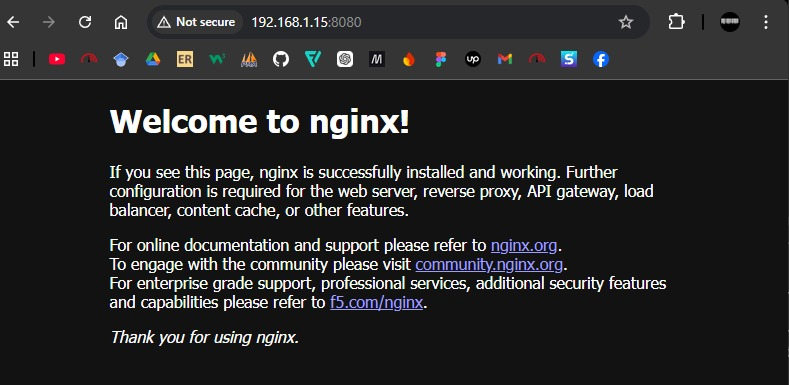 Not secure 192.168.1.15:8080
ER M up S
Welcome to nginx!
If you see this page, nginx is successfully installed and working. Further
configuration is required for the web server, reverse proxy, API gateway, load
balancer, content cache, or other features.
For online documentation and support please refer to nginx.org.
To engage with the community please visit community.nginx.org.
For enterprise grade support, professional services, additional security features
and capabilities please refer to f5.com/nginx.
Thank you for using nginx.